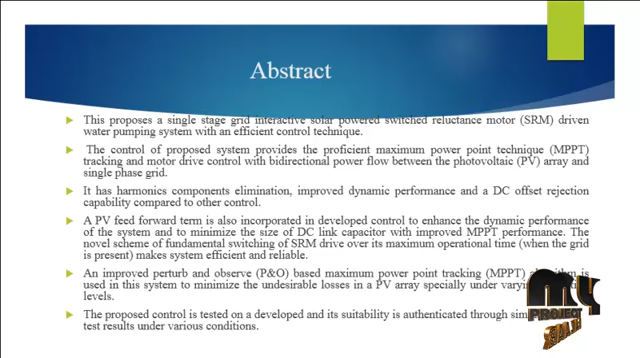 Abstract
This proposes a single stage grid interactive solar powered switched reluctance motor (SRM) driven
water pumping system with an efficient control technique.
The control of proposed system provides the proficient maximum power point technique (MPPT)
tracking and motor drive control with bidirectional power flow between the photovoltaic (PV) array and
single phase grid.
It has harmonics components elimination, improved dynamic performance and a DC offset rejection
capability compared to other control.
A PV feed forward term is also incorporated in developed control to enhance the dynamic performance
of the system and to minimize the size of DC link capacitor with improved MPPT performance. The
novel scheme of fundamental switching of SRM drive over its maximum operational time (when the grid
is present) makes system efficient and reliable.
An improved perturb and observe (P&O) based maximum power point tracking (MPPT) algorithm is
used in this system to minimize the undesirable losses in a PV array specially under
levels.
The proposed control is tested on a developed and its suitability is authenticated through
test results under various conditions.
my
PROJECT